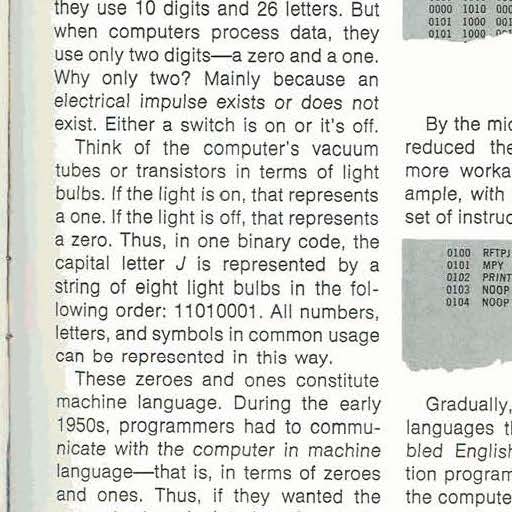 they use 10 digits and 26 letters. But
when computers process data, they
use only two digits—a zero and a one.
Why only two? Mainly because an
electrical impulse exists or does not
exist. Either a switch is on or it's off.
Think of the computer's vacuum
tubes or transistors in terms of light
bulbs. If the light is on, that represents
a one. If the light is off, that represents
a zero. Thus, in one binary code, the
capital letter J is represented by a
string of eight light bulbs in the fol-
lowing order: 11010001. All numbers,
letters, and symbols in common usage
can be represented in this way.
These zeroes and ones constitute
machine language. During the early
1950s, programmers had to commu-
nicate with the computer in machine
language—that is, in terms of zeroes
and ones. Thus, if they wanted the
0000 1010 000
0101 1000 001
0000 1000
By the mic
reduced the
more worka
ample, with
set of instruc
0100 RFTPJ
0101 MPY
0102 PRINT
0103 NOOP
0104 NOOP
Gradually,
languages th
bled English
tion program
the compute